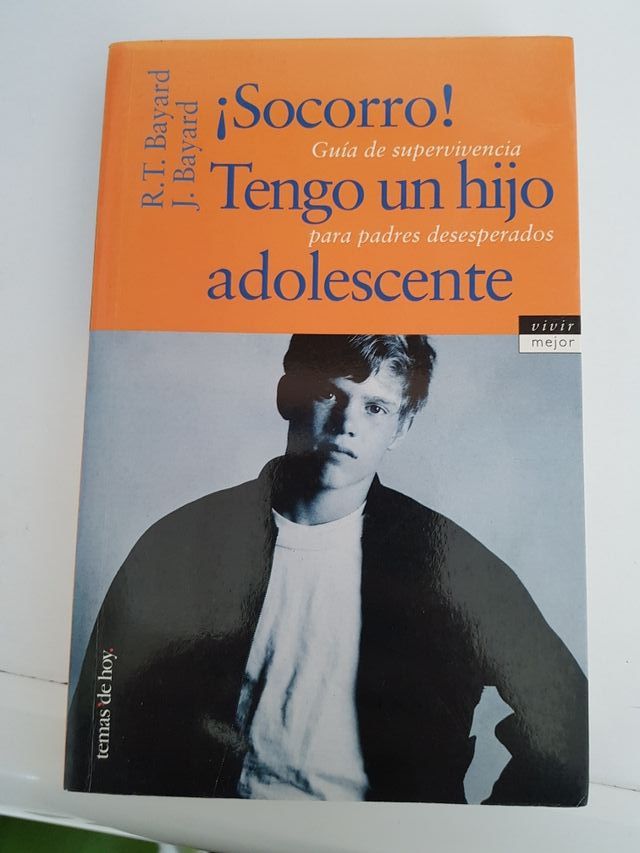 R.T. Bayard
J. Bayard
¡Socorro!
Guía de supervivencia
Tengo un hijo
para padres desesperados
adolescente
vivir
mejor
temas de hoy.